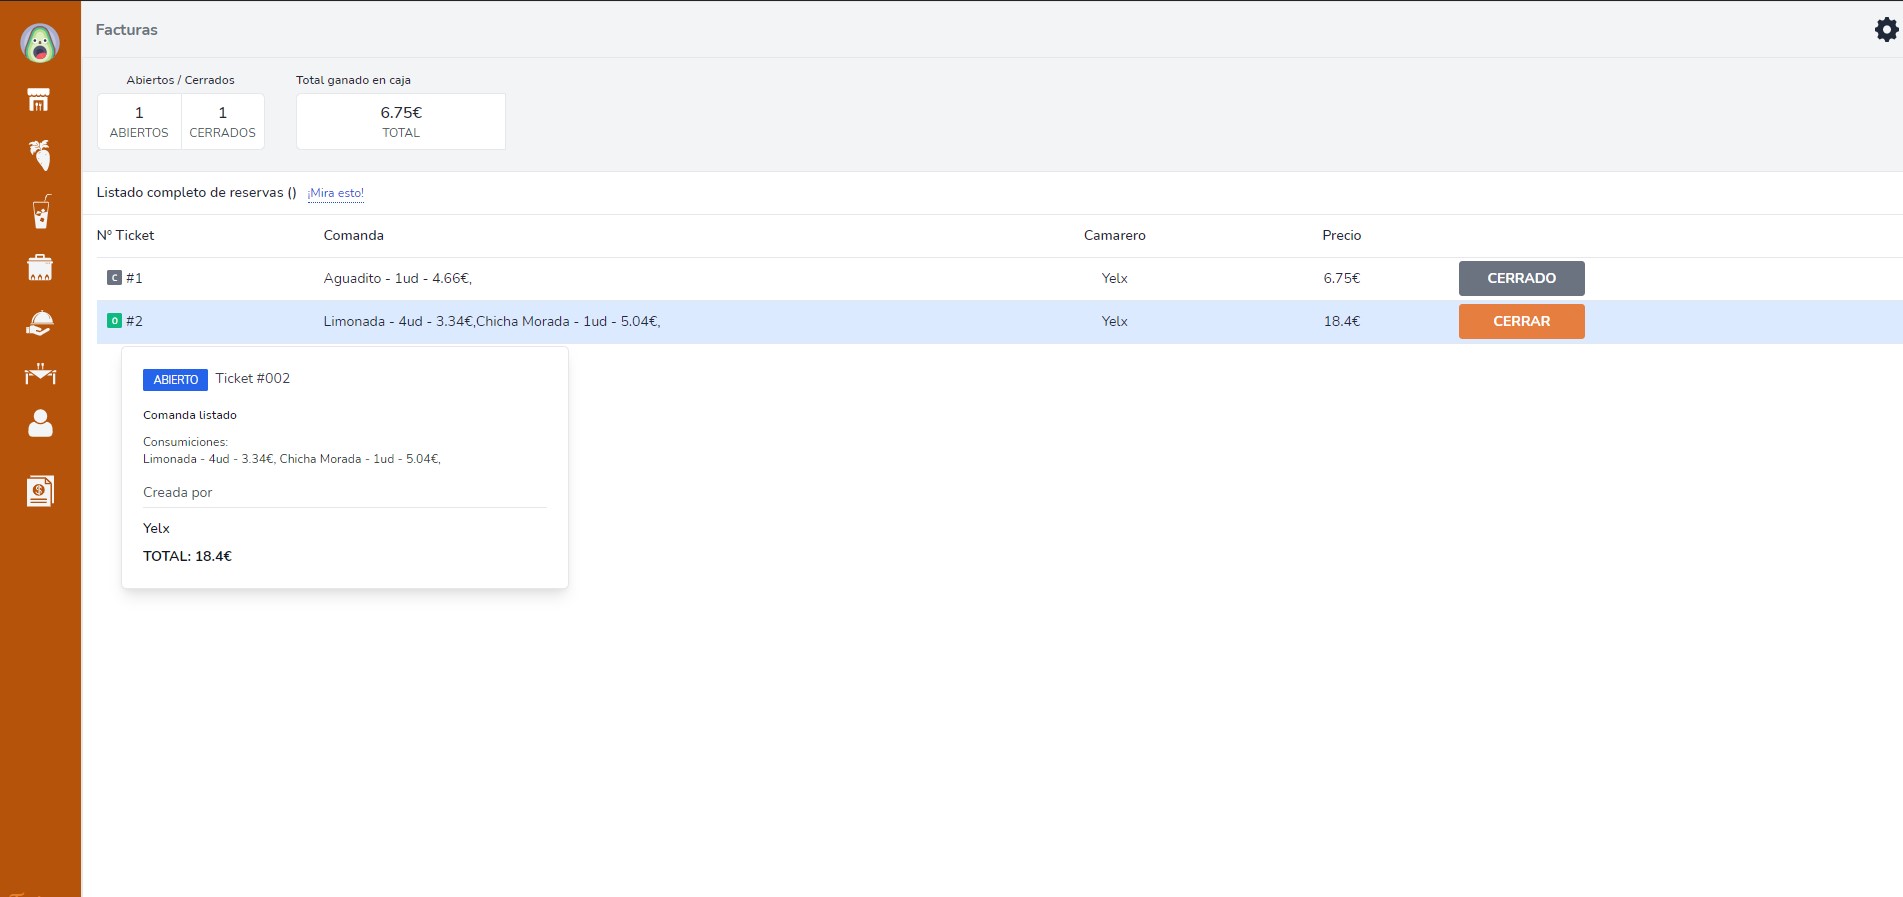 Facturas
Abiertos / Cerrados Total ganado en caja
1 1 6.75€
ABIERTOS CERRADOS TOTAL
Listado completo de reservas () ¡Mira esto!
Nº Ticket Comanda Camarero Precio
C #1 Aguadito - 1ud - 4.66€, Yelx 6.75€ CERRADO
O #2 Limonada - 4ud - 3.34€,Chicha Morada - 1ud - 5.04€, Yelx 18.4€ CERRAR
ABIERTO Ticket #002
Comanda listado
Consumiciones:
Limonada - 4ud - 3.34€, Chicha Morada - 1ud - 5.04€,
Creada por
Yelx
TOTAL: 18.4€